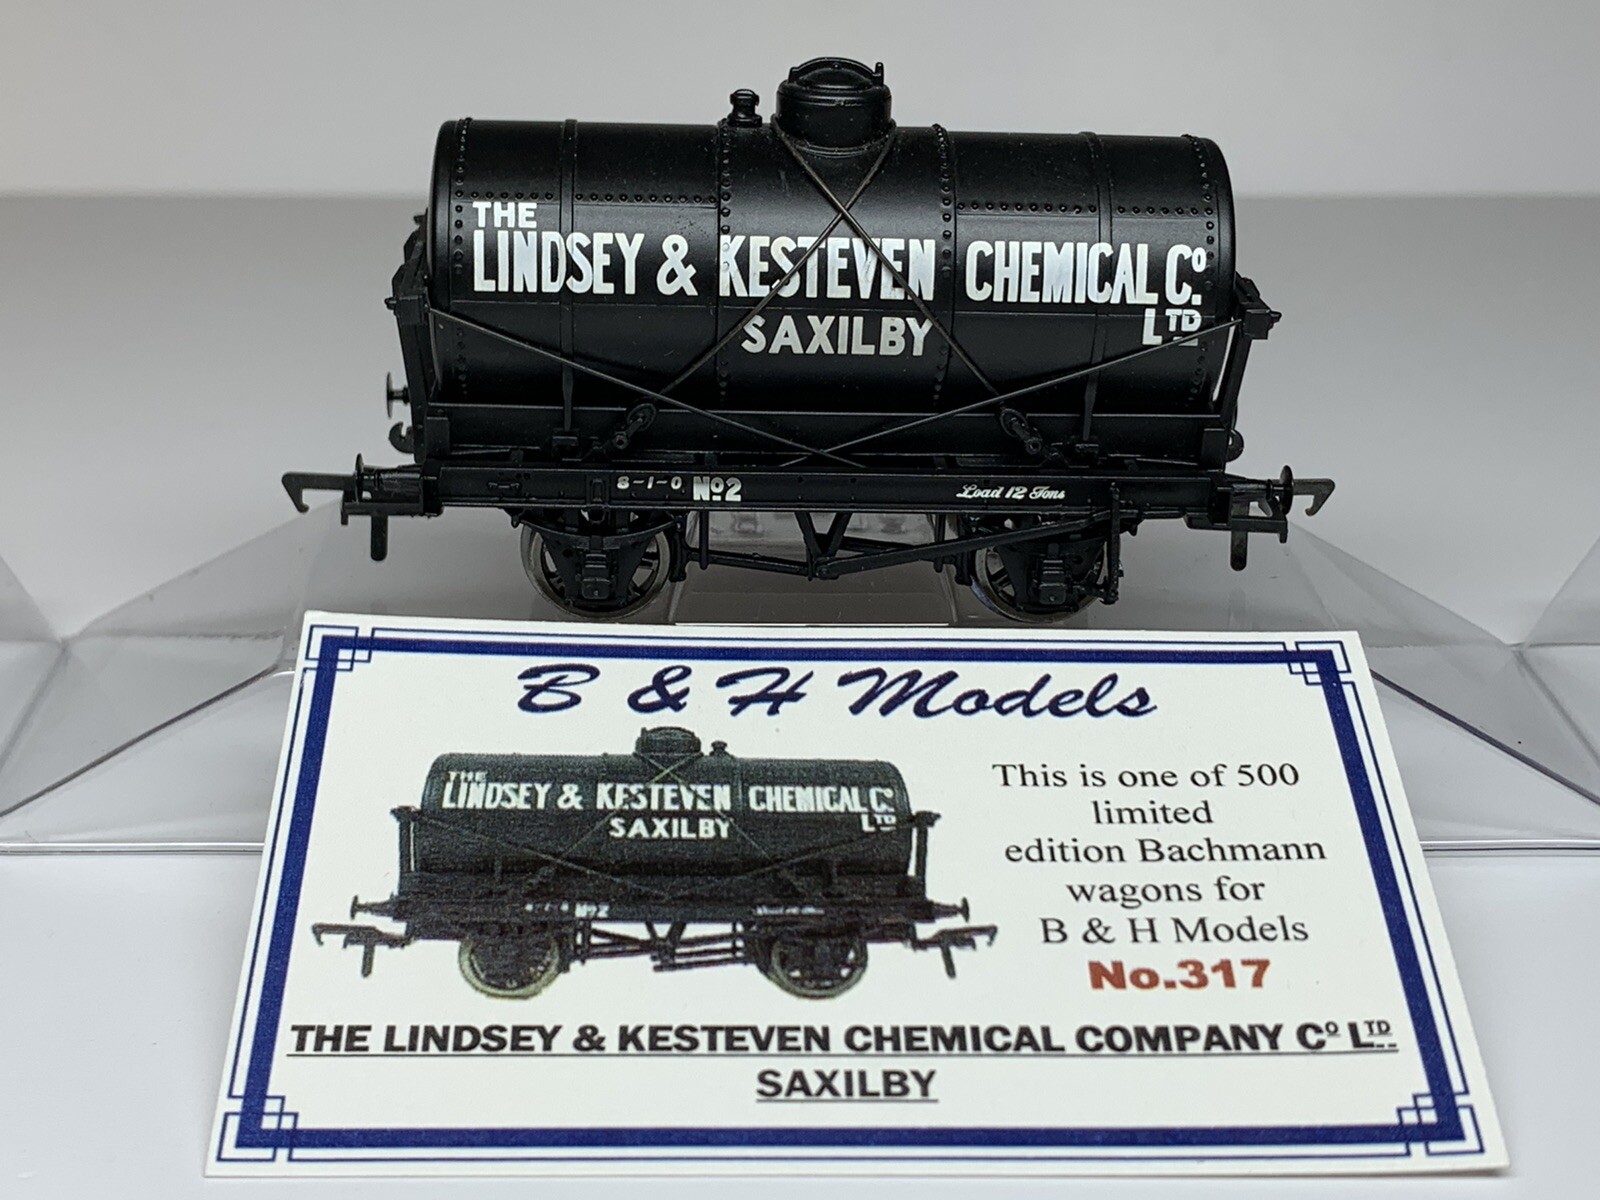 THE
LINDSEY & KESTEVEN CHEMICAL Cº.
LTD
SAXILBY
8-1-0 Nº2 Load 12 Tons
B & H Models
THE
LINDSEY & KESTEVEN CHEMICAL Cº
SAXILBY LTD
Nº2
This is one of 500
limited
edition Bachmann
wagons for
B & H Models
No.317
THE LINDSEY & KESTEVEN CHEMICAL COMPANY Cº LTD.
SAXILBY